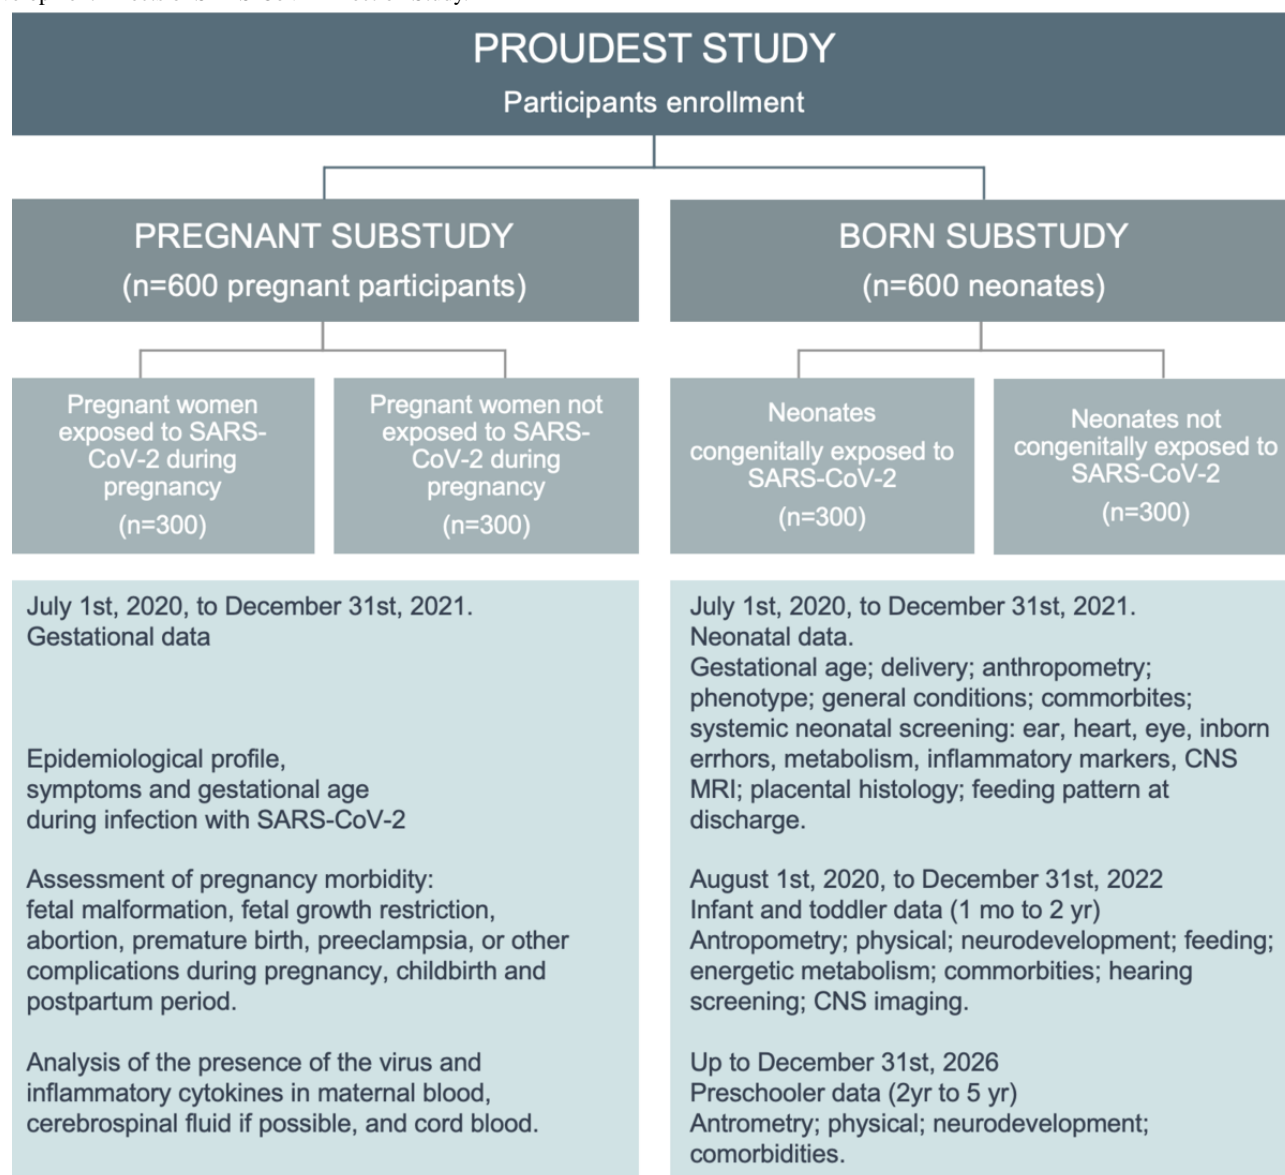 PROUDEST STUDY
Participants enrollment
PREGNANT SUBSTUDY
(n=600 pregnant participants)
BORN SUBSTUDY
(n=600 neonates)
Pregnant women
exposed to SARS-
CoV-2 during
pregnancy
(n=300)
Pregnant women not
exposed to SARS-
CoV-2 during
pregnancy
(n=300)
Neonates
congenitally exposed to
SARS-CoV-2
(n=300)
Neonates not
congenitally exposed to
SARS-CoV-2
(n=300)
July 1st, 2020, to December 31st, 2021.
Gestational data
Epidemiological profile,
symptoms and gestational age
during infection with SARS-CoV-2
Assessment of pregnancy morbidity:
fetal malformation, fetal growth restriction,
abortion, premature birth, preeclampsia, or other
complications during pregnancy, childbirth and
postpartum period.
Analysis of the presence of the virus and
inflammatory cytokines in maternal blood,
cerebrospinal fluid if possible, and cord blood.
July 1st, 2020, to December 31st, 2021.
Neonatal data.
Gestational age; delivery; anthropometry;
phenotype; general conditions; commorbites;
systemic neonatal screening: ear, heart, eye, inborn
errhors, metabolism, inflammatory markers, CNS
MRI; placental histology; feeding pattern at
discharge.
August 1st, 2020, to December 31st, 2022
Infant and toddler data (1 mo to 2 yr)
Antropometry; physical; neurodevelopment; feeding;
energetic metabolism; commorbities; hearing
screening; CNS imaging.
Up to December 31st, 2026
Preschooler data (2yr to 5 yr)
Antrometry; physical; neurodevelopment;
comorbidities.